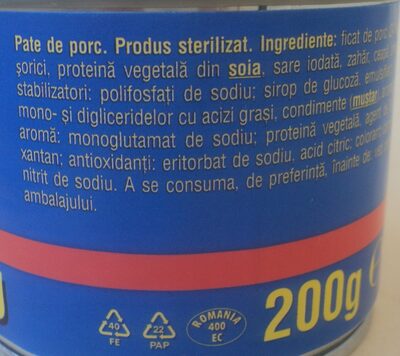 Pate de porc. Produs sterilizat. Ingrediente: ficat de porc
șorici, proteină vegetală din soia, sare iodată, zahăr,
stabilizatori: polifosfați de sodiu; sirop de glucoză,
mono- și digliceridelor cu acizi grași, condimente (muștar
aromă: monoglutamat de sodiu; proteină vegetală, agent
xantan; antioxidanți: eritorbat de sodiu, acid citric; colorant
nitrit de sodiu. A se consuma, de preferință, înainte de:
ambalajului.
40
FE
22
PAP
ROMANIA
400
EC
200g